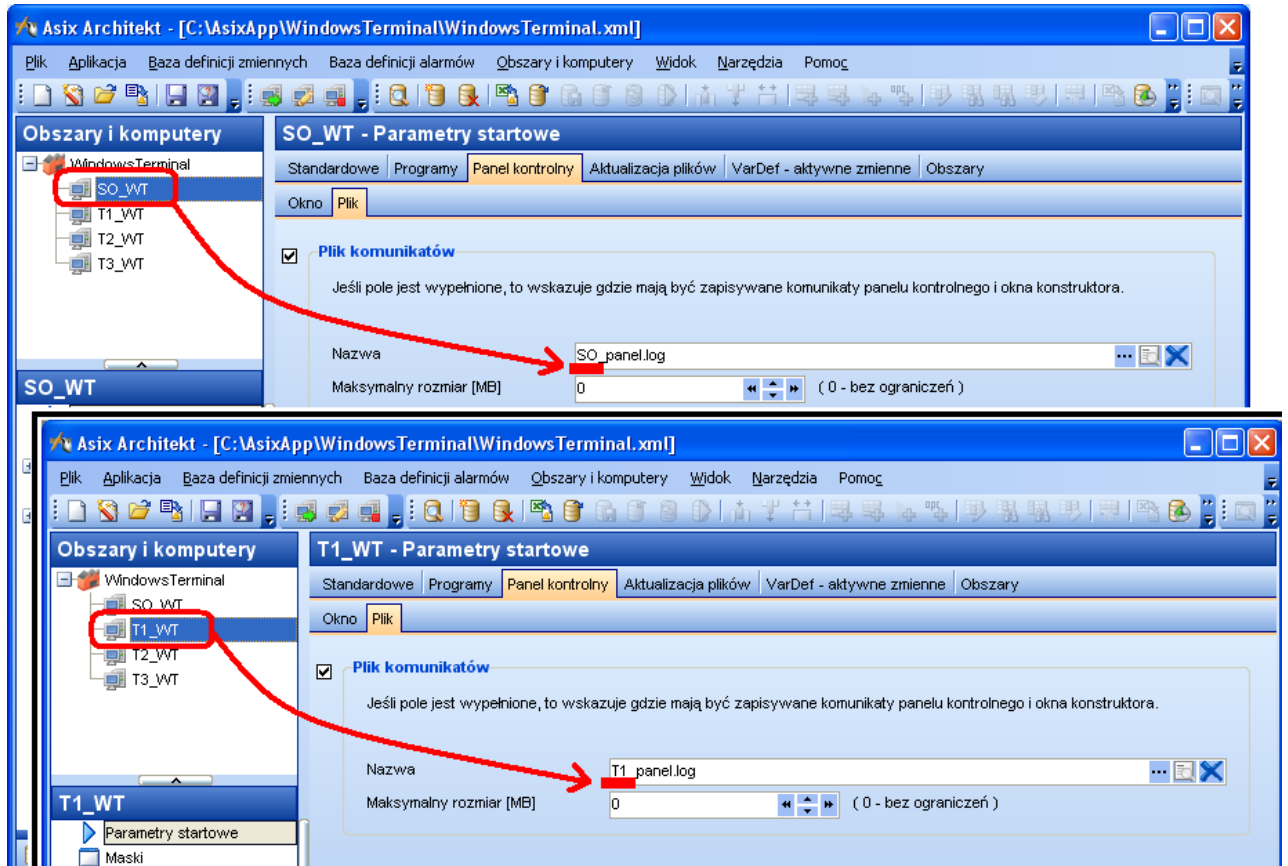 Asix Architekt - [C:\AsixApp\WindowsTerminal\WindowsTerminal.xml]
Plik Aplikacja Baza definicji zmiennych Baza definicji alarmów Obszary i komputery Widok Narzędzia Pomoc
Obszary i komputery
SO_WT - Parametry startowe
WindowsTerminal
SO_WT
T1_WT
T2_WT
T3_WT
Standardowe Programy Panel kontrolny Aktualizacja plików VarDef - aktywne zmienne Obszary
Okno Plik
Plik komunikatów
Jeśli pole jest wypełnione, to wskazuje gdzie mają być zapisywane komunikaty panelu kontrolnego i okna konstruktora.
Nazwa SO_panel.log
Maksymalny rozmiar [MB] 0 ( 0 - bez ograniczeń )
SO_WT
Asix Architekt - [C:\AsixApp\WindowsTerminal\WindowsTerminal.xml]
Plik Aplikacja Baza definicji zmiennych Baza definicji alarmów Obszary i komputery Widok Narzędzia Pomoc
Obszary i komputery
T1_WT - Parametry startowe
WindowsTerminal
SO_WT
T1_WT
T2_WT
T3_WT
Standardowe Programy Panel kontrolny Aktualizacja plików VarDef - aktywne zmienne Obszary
Okno Plik
Plik komunikatów
Jeśli pole jest wypełnione, to wskazuje gdzie mają być zapisywane komunikaty panelu kontrolnego i okna konstruktora.
Nazwa T1_panel.log
Maksymalny rozmiar [MB] 0 ( 0 - bez ograniczeń )
T1_WT
Parametry startowe
Maski